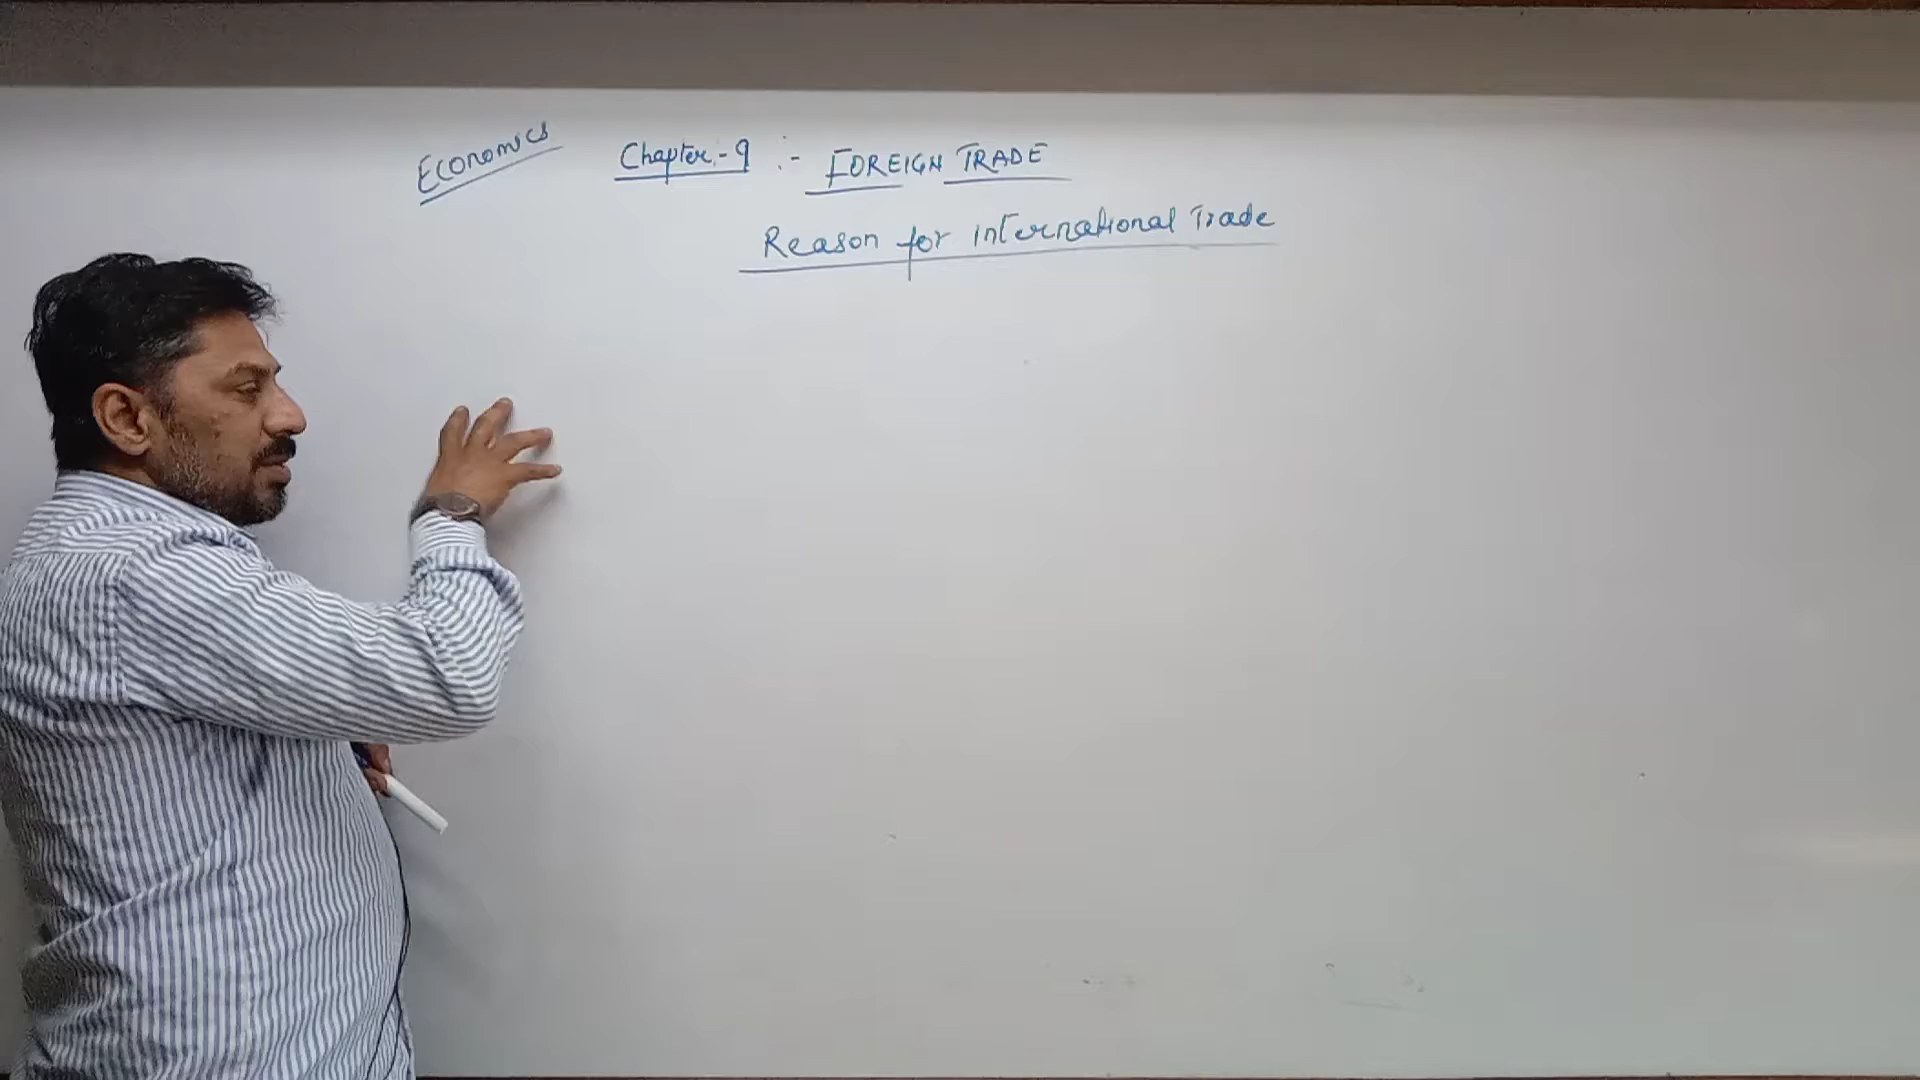 Economics
Chapter:-9 :- FOREIGN TRADE
Reason for international Trade